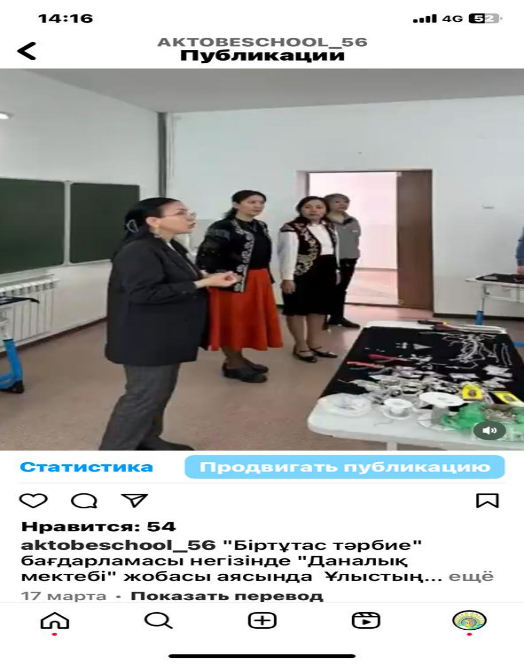 14:16
4G 52
AKTOBESCHOOL_56
Публикации
Статистика
Продвигать публикацию
Нравится: 54
aktobeschool_56 "Біртұтас тәрбие"
бағдарламасы негізінде "Даналық
мектебі" жобасы аясында Ұлыстың... ещё
17 марта • Показать перевод